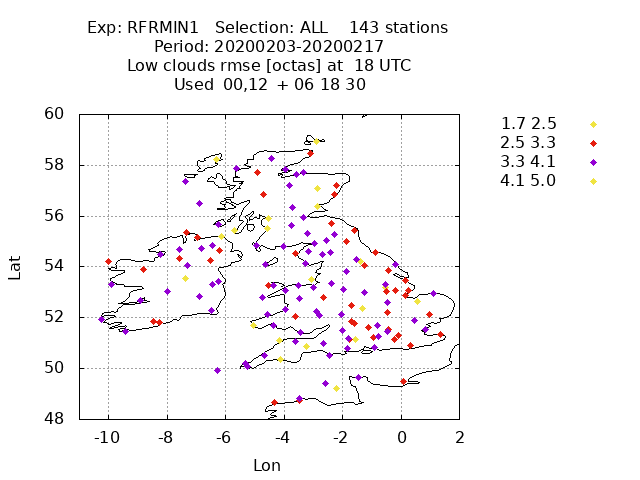 Exp: RFRMIN1 Selection: ALL 143 stations
Period: 20200203-20200217
Low clouds rmse [octas] at 18 UTC
Used 00,12 + 06 18 30
1.7 2.5
2.5 3.3
3.3 4.1
4.1 5.0
60
58
56
54
52
50
48
Lat
-10 -8 -6 -4 -2 0 2
Lon